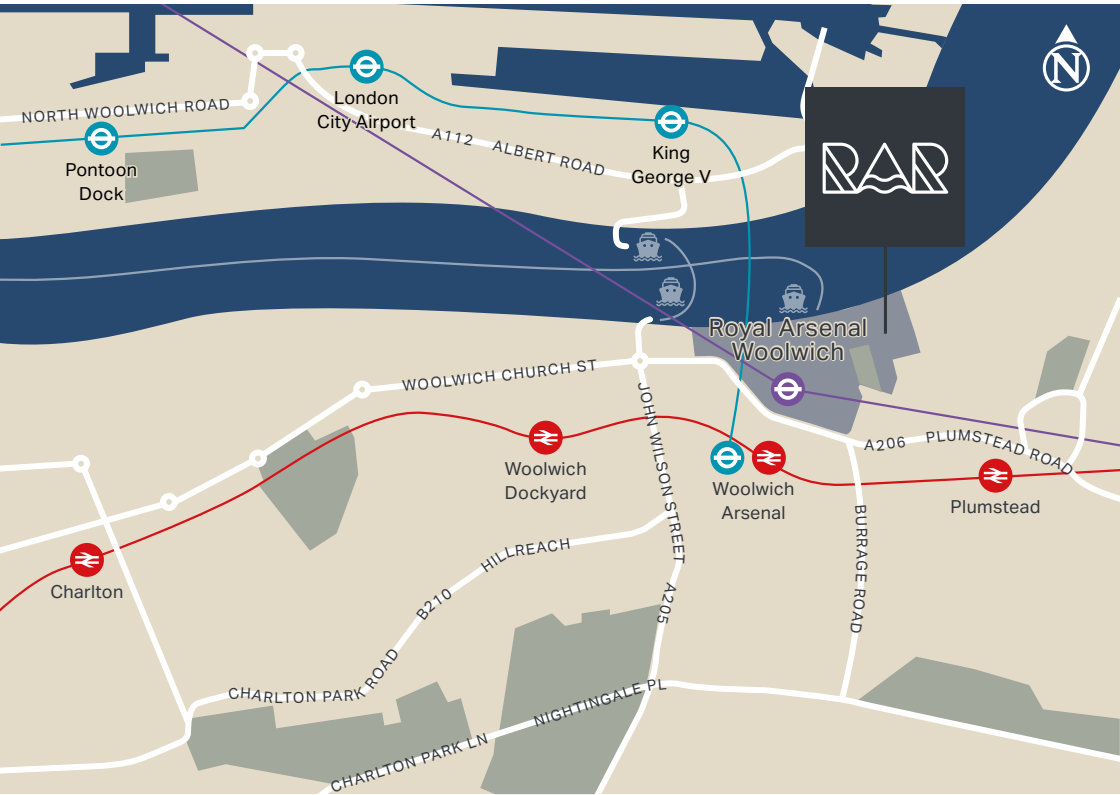 N
NORTH WOOLWICH ROAD
London
City Airport
A112
ALBERT ROAD
King
George V
Pontoon
Dock
RAR
Royal Arsenal
Woolwich
WOOLWICH CHURCH ST
JOHN WILSON STREET
A205
A206
PLUMSTEAD ROAD
Woolwich
Dockyard
Woolwich
Arsenal
Plumstead
Charlton
HILLREACH
B210
CHARLTON PARK ROAD
BURRAGE ROAD
NIGHTINGALE PL
CHARLTON PARK LN